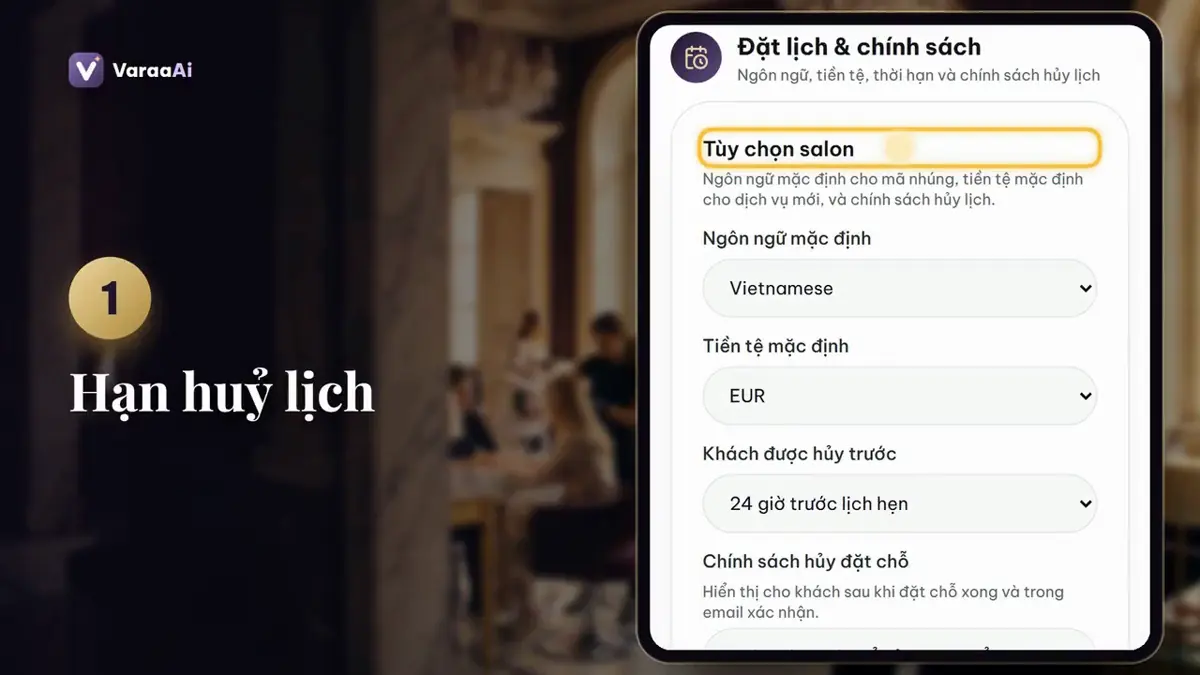 VaraaAi
1
Hạn huỷ lịch
Đặt lịch & chính sách
Ngôn ngữ, tiền tệ, thời hạn và chính sách hủy lịch
Tùy chọn salon
Ngôn ngữ mặc định cho mã nhúng, tiền tệ mặc định
cho dịch vụ mới, và chính sách hủy lịch.
Ngôn ngữ mặc định
Vietnamese
Tiền tệ mặc định
EUR
Khách được hủy trước
24 giờ trước lịch hẹn
Chính sách hủy đặt chỗ
Hiển thị cho khách sau khi đặt chỗ xong và trong
email xác nhận.